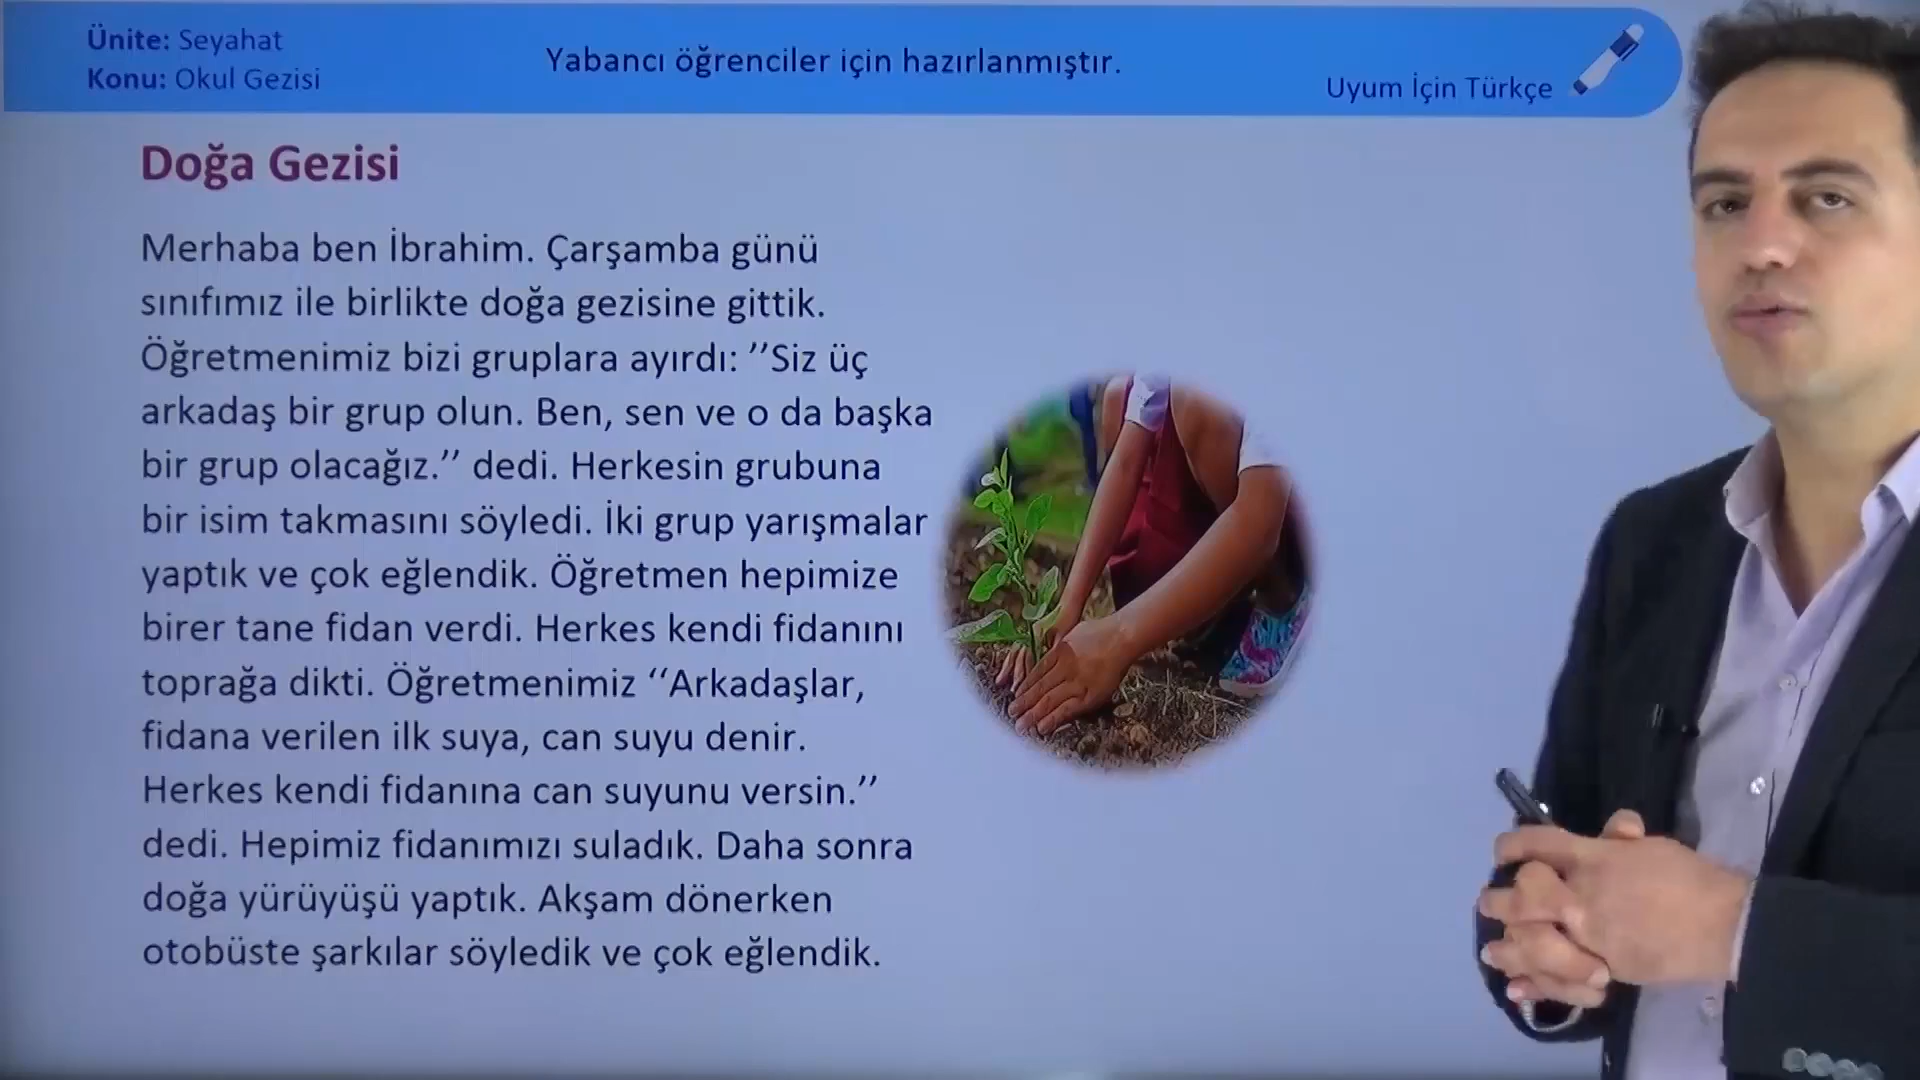 Ünite: Seyahat
Konu: Okul Gezisi
Yabancı öğrenciler için hazırlanmıştır.
Uyum İçin Türkçe
Doğa Gezisi
Merhaba ben İbrahim. Çarşamba günü
sınıfımız ile birlikte doğa gezisine gittik.
Öğretmenimiz bizi gruplara ayırdı: ’’Siz üç
arkadaş bir grup olun. Ben, sen ve o da başka
bir grup olacağız.’’ dedi. Herkesin grubuna
bir isim takmasını söyledi. İki grup yarışmalar
yaptık ve çok eğlendik. Öğretmen hepimize
birer tane fidan verdi. Herkes kendi fidanını
toprağa dikti. Öğretmenimiz ‘‘Arkadaşlar,
fidana verilen ilk suya, can suyu denir.
Herkes kendi fidanına can suyunu versin.’’
dedi. Hepimiz fidanımızı suladık. Daha sonra
doğa yürüyüşü yaptık. Akşam dönerken
otobüste şarkılar söyledik ve çok eğlendik.